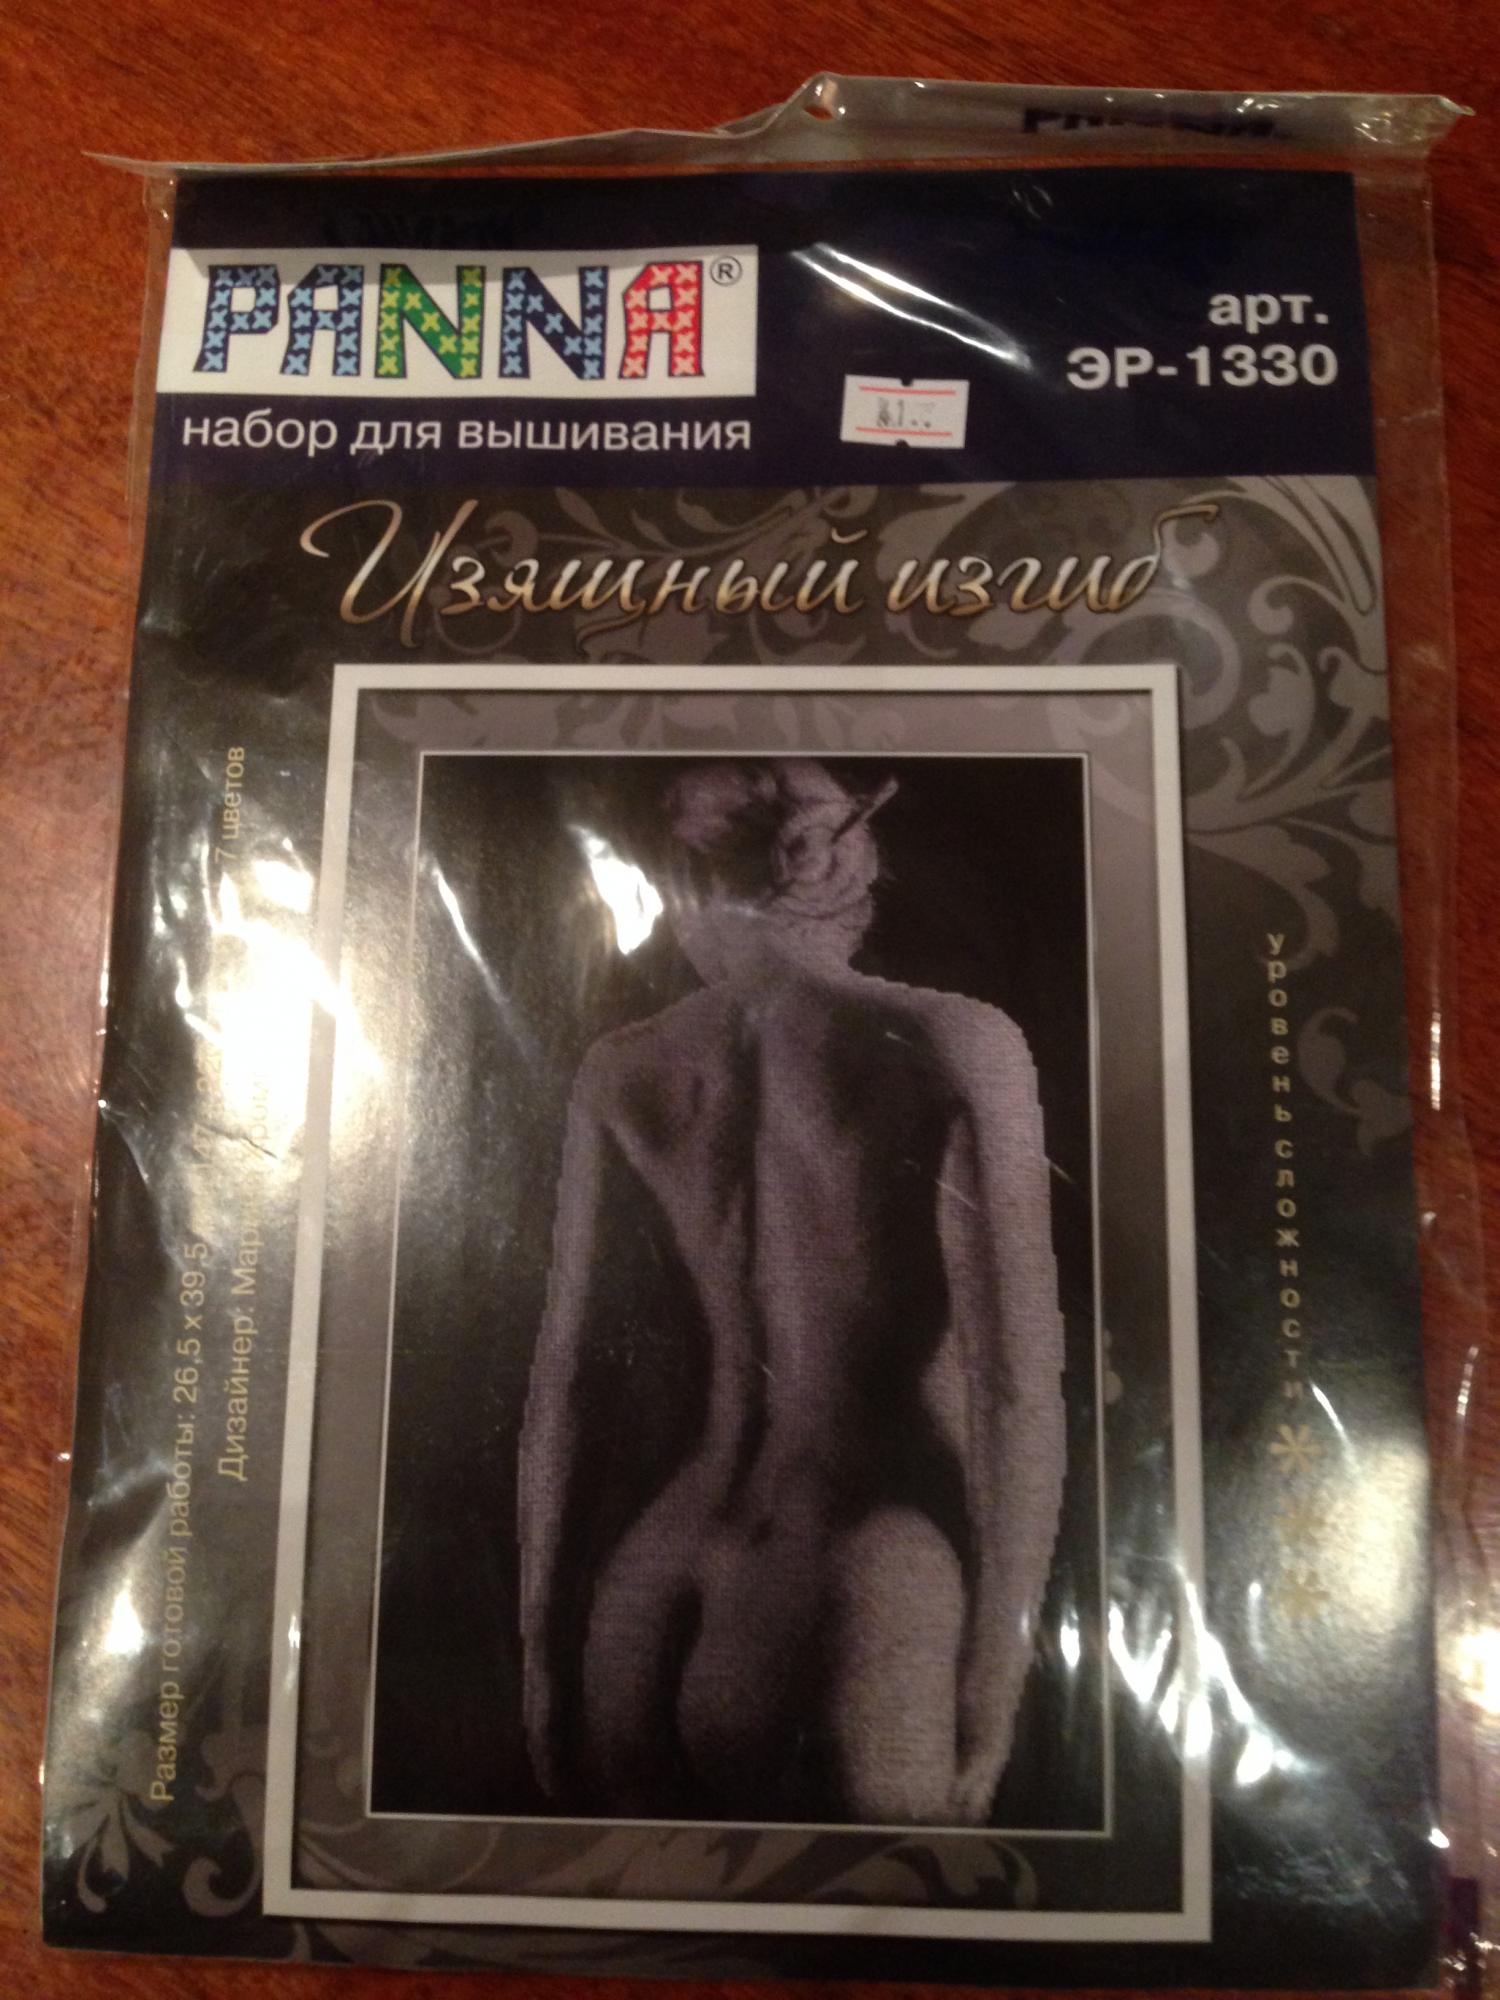 PANNA®
арт.
ЭР-1330
набор для вышивания
Изящный изгиб
7 цветов
Размер готовой работы: 26,5 x 39,5
Дизайнер:
уровень сложности